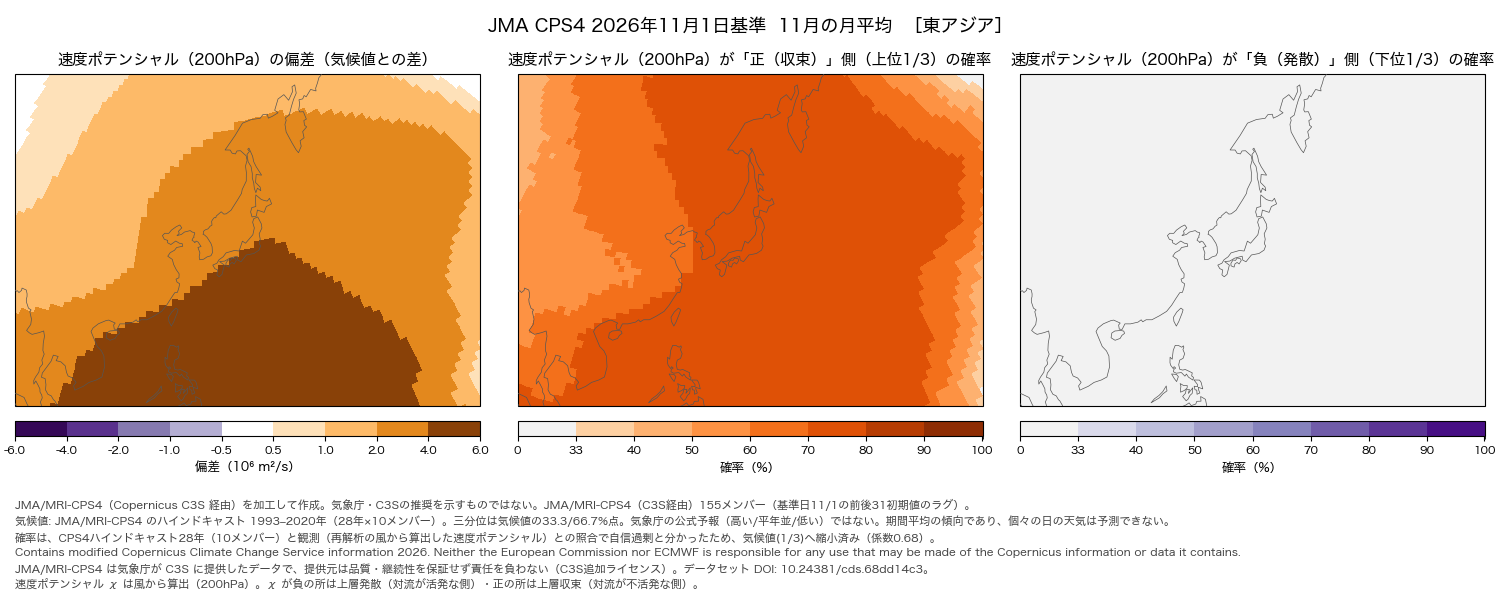 JMA CPS4 2026年11月1日基準 11月の月平均 ［東アジア］
速度ポテンシャル（200hPa）の偏差（気候値との差）
速度ポテンシャル（200hPa）が「正（収束）」側（上位1/3）の確率
速度ポテンシャル（200hPa）が「負（発散）」側（下位1/3）の確率
-6.0 -4.0 -2.0 -1.0 -0.5 0.5 1.0 2.0 4.0 6.0
偏差（10⁶ m²/s）
0 33 40 50 60 70 80 90 100
確率（%）
0 33 40 50 60 70 80 90 100
確率（%）
JMA/MRI-CPS4（Copernicus C3S 経由）を加工して作成。気象庁・C3Sの推奨を示すものではない。JMA/MRI-CPS4（C3S経由）155メンバー（基準日11/1の前後31初期値のラグ）。
気候値: JMA/MRI-CPS4 のハインドキャスト 1993–2020年（28年×10メンバー）。三分位は気候値の33.3/66.7%点。気象庁の公式予報（高い/平年並/低い）ではない。期間平均の傾向であり、個々の日の天気は予測できない。
確率は、CPS4ハインドキャスト28年（10メンバー）と観測（再解析の風から算出した速度ポテンシャル）との照合で自信過剰と分かったため、気候値(1/3)へ縮小済み（係数0.68）。
Contains modified Copernicus Climate Change Service information 2026. Neither the European Commission nor ECMWF is responsible for any use that may be made of the Copernicus information or data it contains.
JMA/MRI-CPS4 は気象庁が C3S に提供したデータで、提供元は品質・継続性を保証せず責任を負わない（C3S追加ライセンス）。データセット DOI: 10.24381/cds.68dd14c3。
速度ポテンシャル χ は風から算出（200hPa）。χ が負の所は上層発散（対流が活発な側）・正の所は上層収束（対流が不活発な側）。